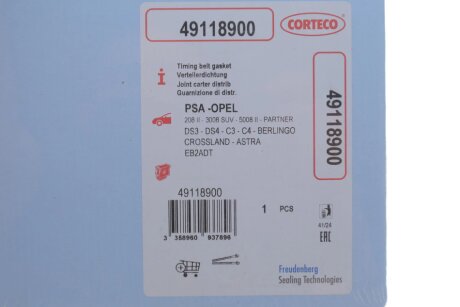 49118900
CORTECO
Timing belt gasket
Verteilerdichtung
Joint carter distrib
Guarnizione di distr.
49118900
PSA -OPEL
208 II - 3008 SUV - 5008 II - PARTNER
DS3 - DS4 - C3 - C4 - BERLINGO
CROSSLAND - ASTRA
EB2ADT
49118900
1 PCS
3 358960 937896
41/24
EAC
Freudenberg
Sealing Technologies